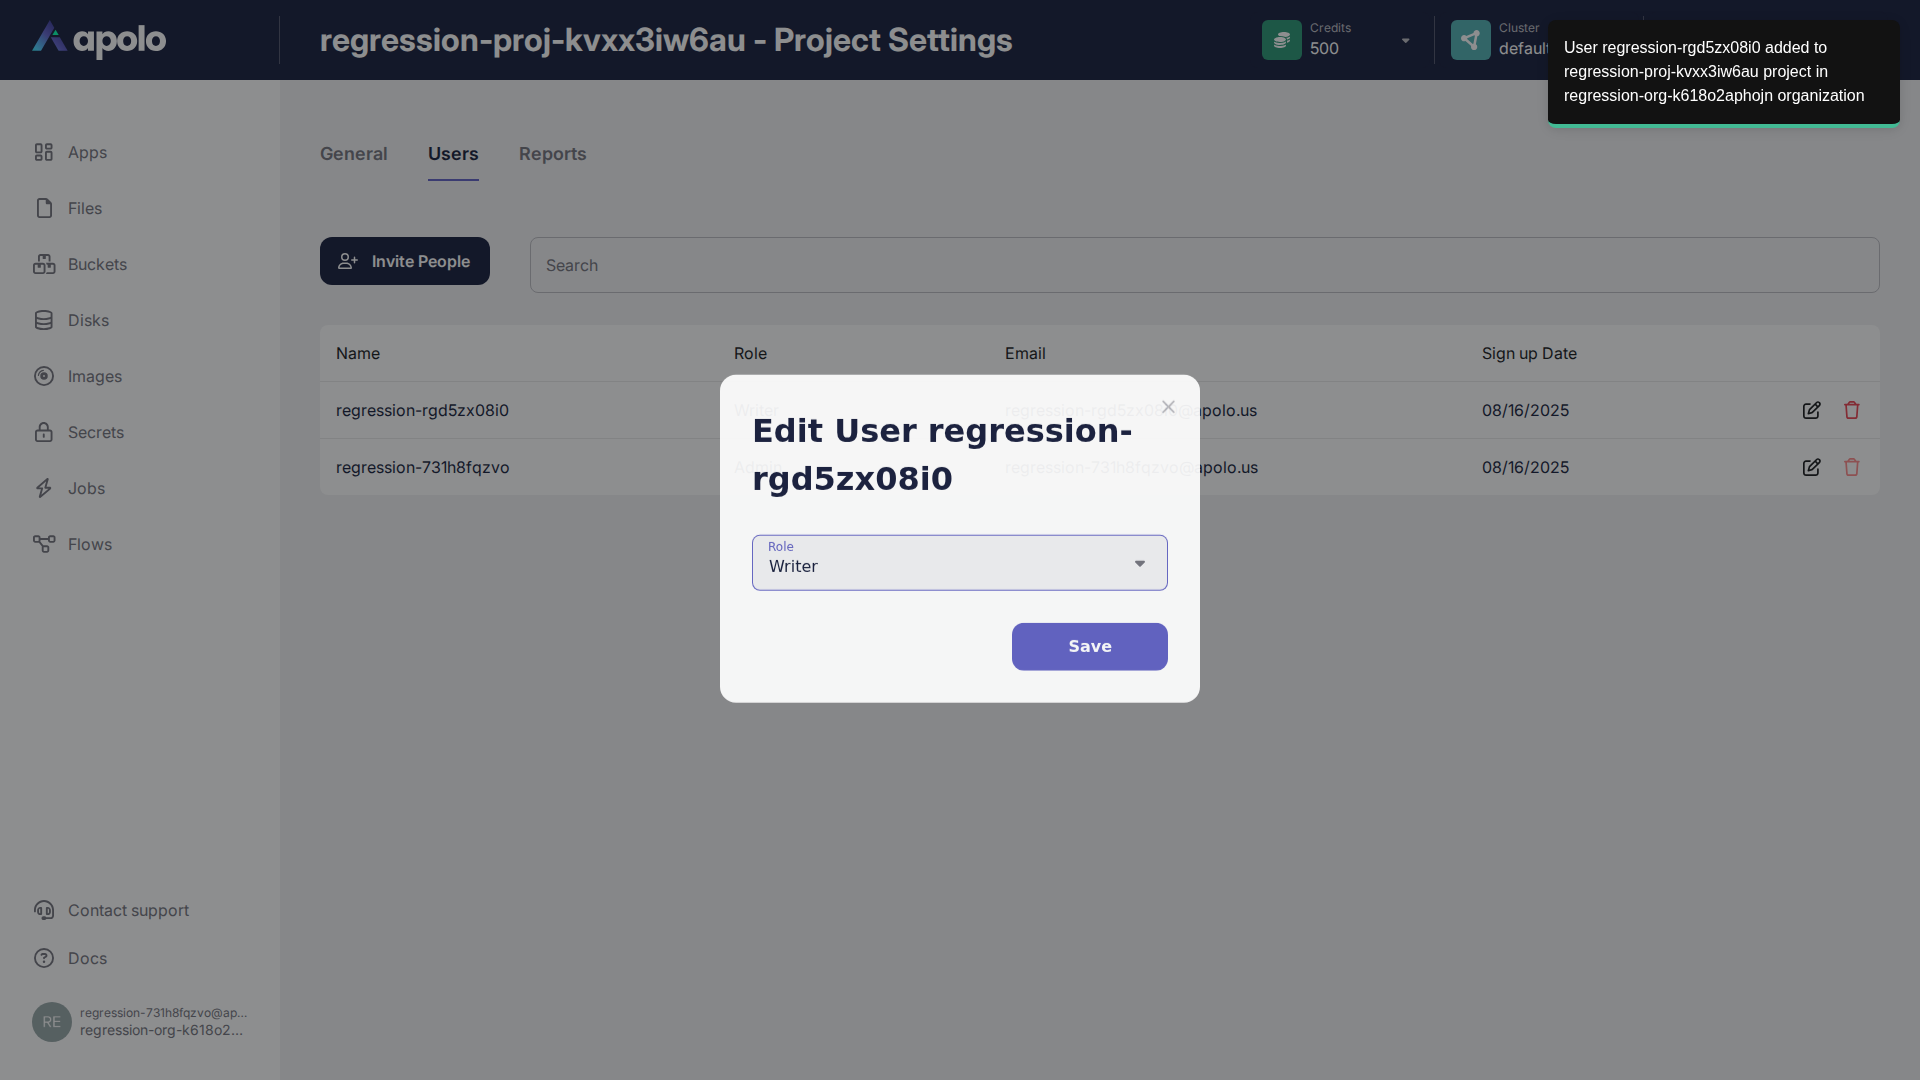 apolo
regression-proj-kvxx3iw6au - Project Settings
Credits
500
Cluster
default
User regression-rgd5zx08i0 added to
regression-proj-kvxx3iw6au project in
regression-org-k618o2aphojn organization
Apps
Files
Buckets
Disks
Images
Secrets
Jobs
Flows
General Users Reports
Invite People
Search
Name Role Email Sign up Date
regression-rgd5zx08i0 Writer regression-rgd5zx08i0@apolo.us 08/16/2025
regression-731h8fqzvo Admin regression-731h8fqzvo@apolo.us 08/16/2025
Edit User regression-
rgd5zx08i0
Role
Writer
Save
Contact support
Docs
RE
regression-731h8fqzvo@ap...
regression-org-k618o2...